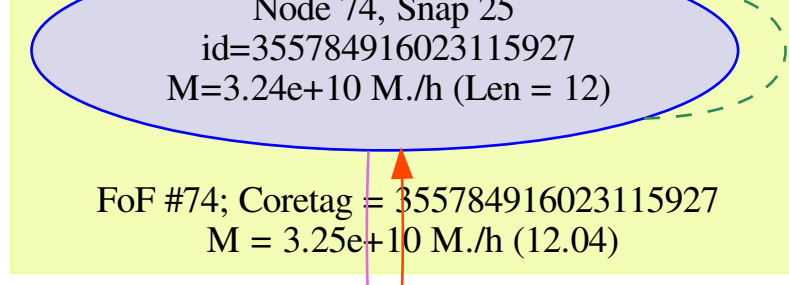 Node 74, Snap 25
id=355784916023115927
M=3.24e+10 M./h (Len = 12)
FoF #74; Coretag = 355784916023115927
M = 3.25e+10 M./h (12.04)